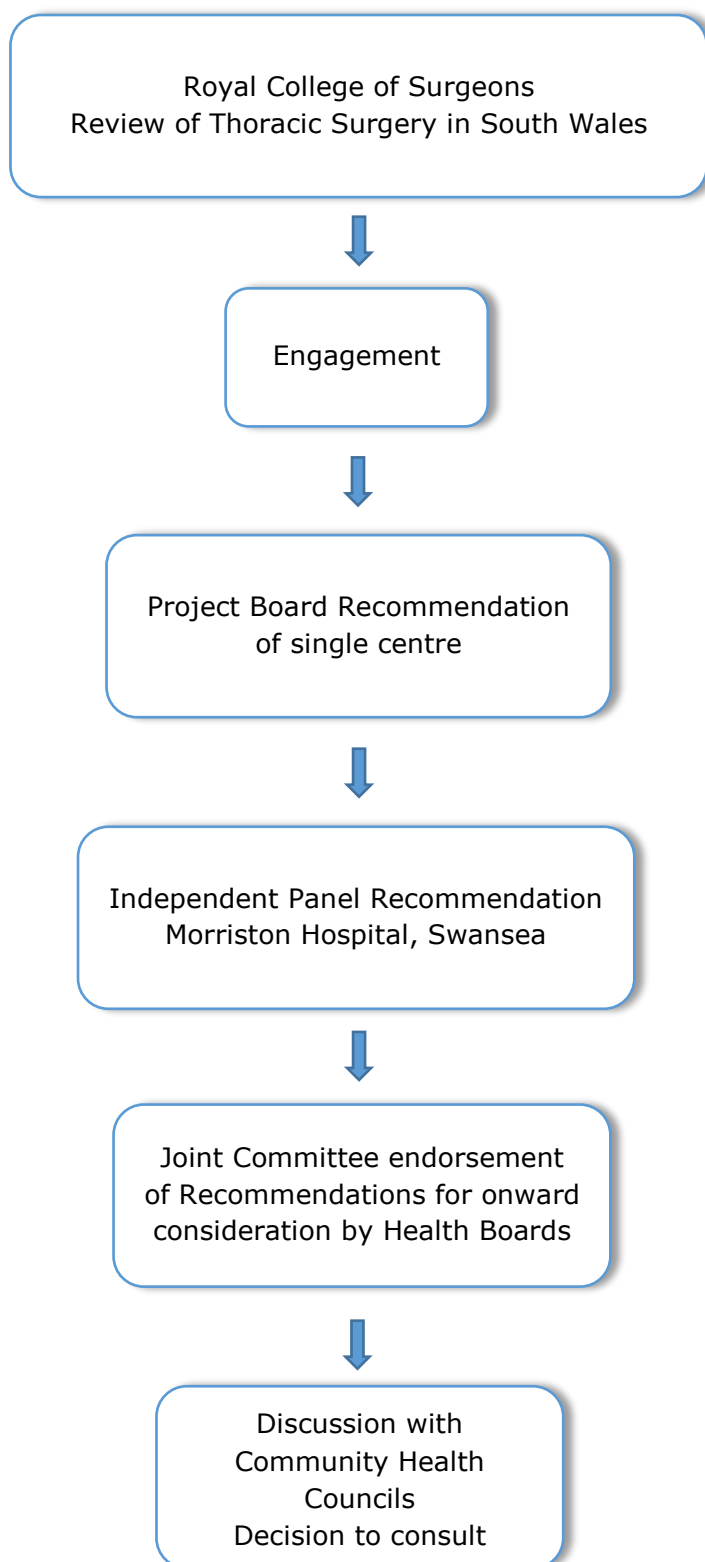 Royal College of Surgeons
Review of Thoracic Surgery in South Wales
Engagement
Project Board Recommendation
of single centre
Independent Panel Recommendation
Morriston Hospital, Swansea
Joint Committee endorsement
of Recommendations for onward
consideration by Health Boards
Discussion with
Community Health
Councils
Decision to consult